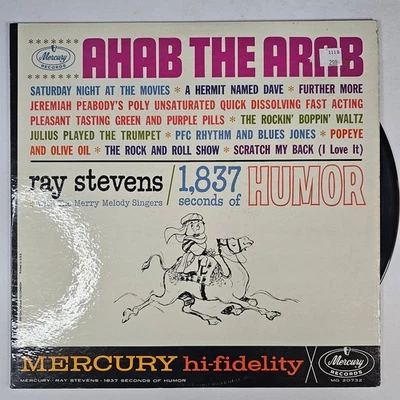 Mercury
RECORDS
AHAB THE ARAB
SATURDAY NIGHT AT THE MOVIES * A HERMIT NAMED DAVE * FURTHER MORE
JEREMIAH PEABODY'S POLY UNSATURATED QUICK DISSOLVING FAST ACTING
PLEASANT TASTING GREEN AND PURPLE PILLS * THE ROCKIN' BOPPIN' WALTZ
JULIUS PLAYED THE TRUMPET * PFC RHYTHM AND BLUES JONES * POPEYE
AND OLIVE OIL * THE ROCK AND ROLL SHOW * SCRATCH MY BACK (I Love It)
ray stevens / 1,837 seconds of HUMOR
The Merry Melody Singers
MERCURY hi-fidelity / Mercury
RECORDS
MERCURY - RAY STEVENS - 1837 SECONDS OF HUMOR
MG 20732